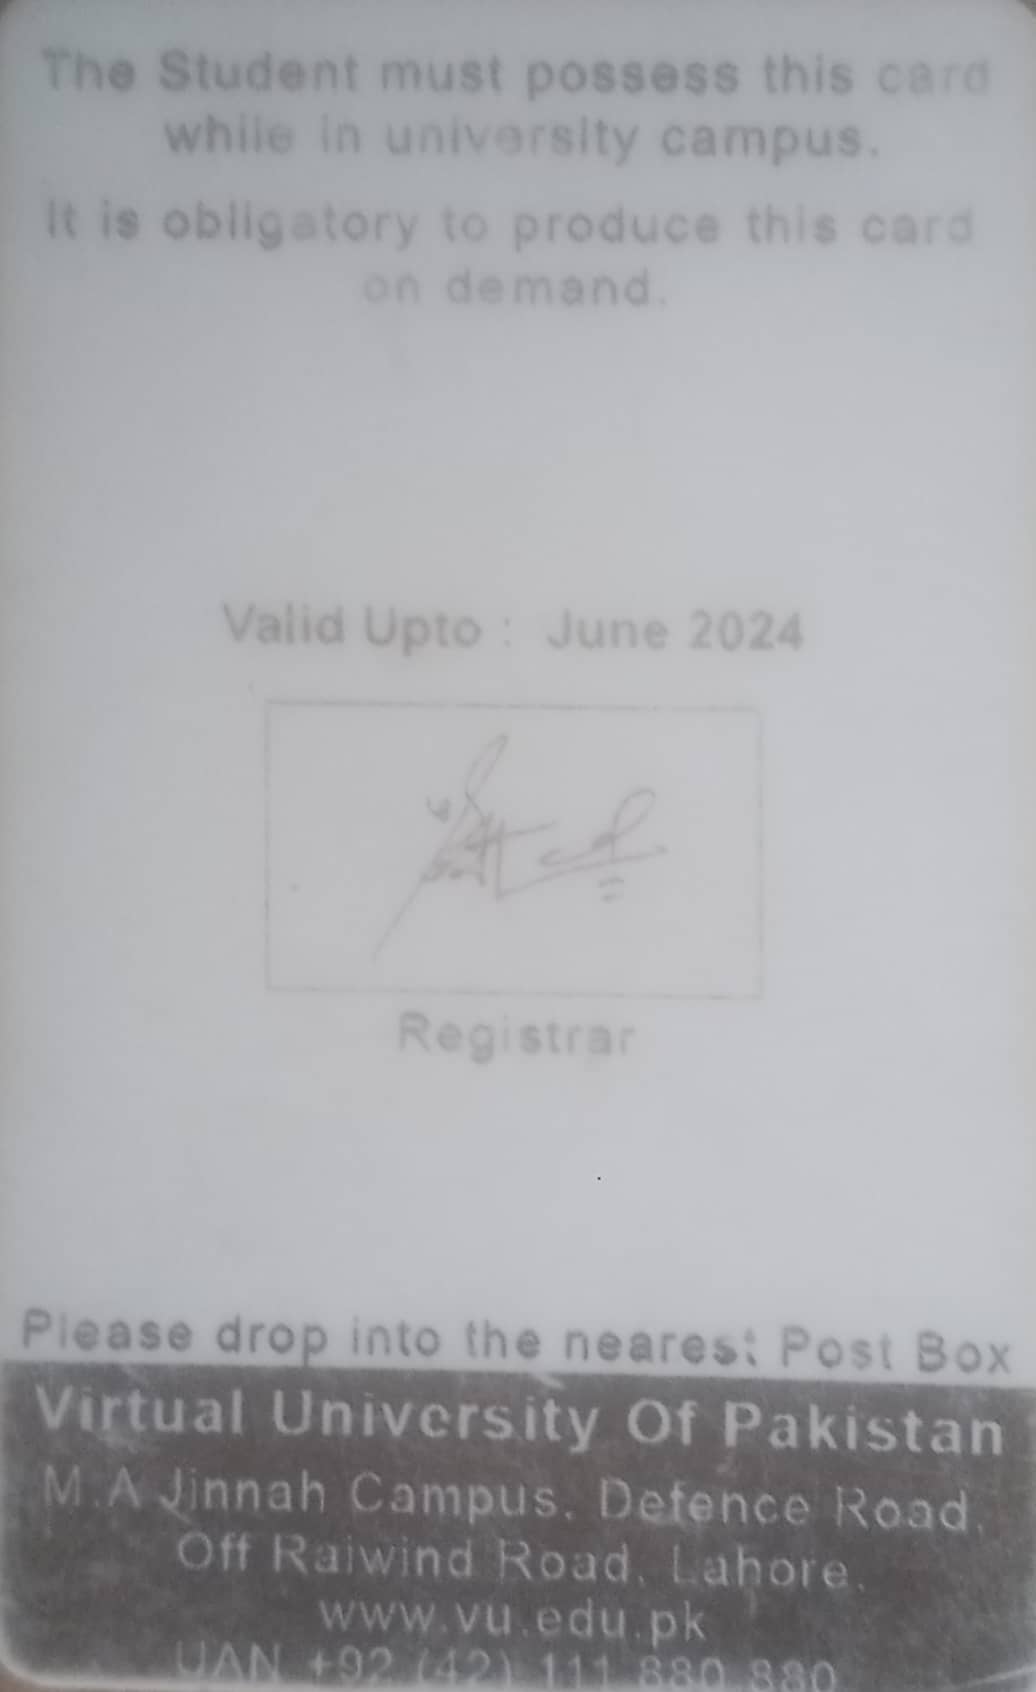 The Student must possess this card
while in university campus.
It is obligatory to produce this card
on demand.
Valid Upto : June 2024
Registrar
Please drop into the nearest Post Box
Virtual University Of Pakistan
M.A Jinnah Campus, Defence Road,
Off Raiwind Road, Lahore.
www.vu.edu.pk
UAN +92 (42) 111 880 880